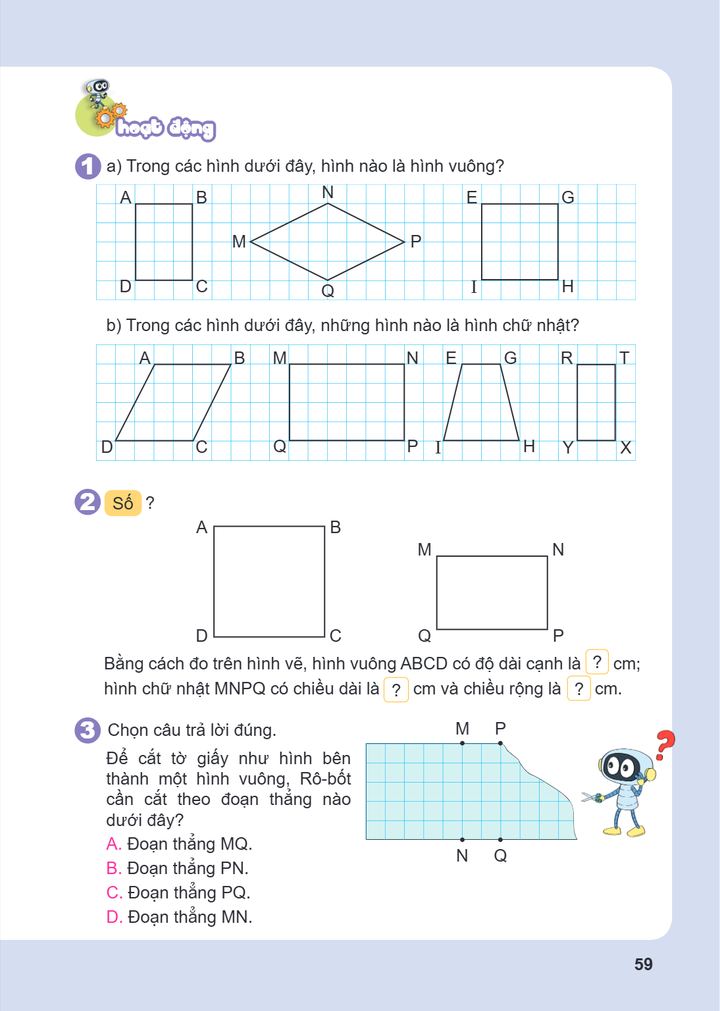 hoạt động
1 a) Trong các hình dưới đây, hình nào là hình vuông?
A B N E G
M P
D C Q I H
b) Trong các hình dưới đây, những hình nào là hình chữ nhật?
A B M N E G R T
D C Q P I H Y X
2 Số ?
A B
M N
D C Q P
Bằng cách đo trên hình vẽ, hình vuông ABCD có độ dài cạnh là ? cm;
hình chữ nhật MNPQ có chiều dài là ? cm và chiều rộng là ? cm.
3 Chọn câu trả lời đúng.
Để cắt tờ giấy như hình bên
thành một hình vuông, Rô-bốt
cần cắt theo đoạn thẳng nào
dưới đây?
A. Đoạn thẳng MQ.
B. Đoạn thẳng PN.
C. Đoạn thẳng PQ.
D. Đoạn thẳng MN.
M P
?
N Q
59